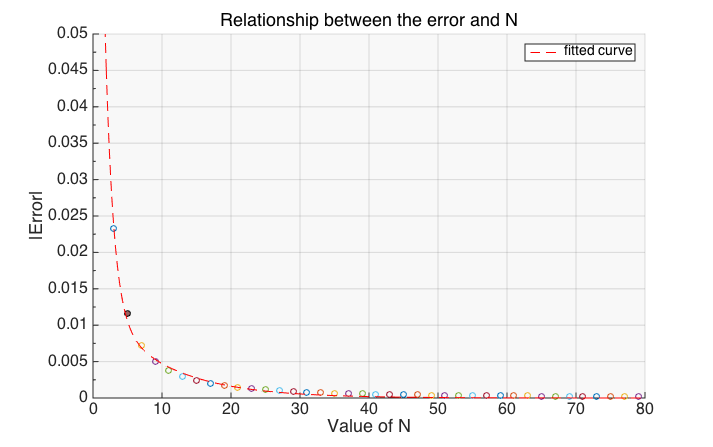 Relationship between the error and N
fitted curve
|Error|
0.05
0.045
0.04
0.035
0.03
0.025
0.02
0.015
0.01
0.005
0
0 10 20 30 40 50 60 70 80
Value of N